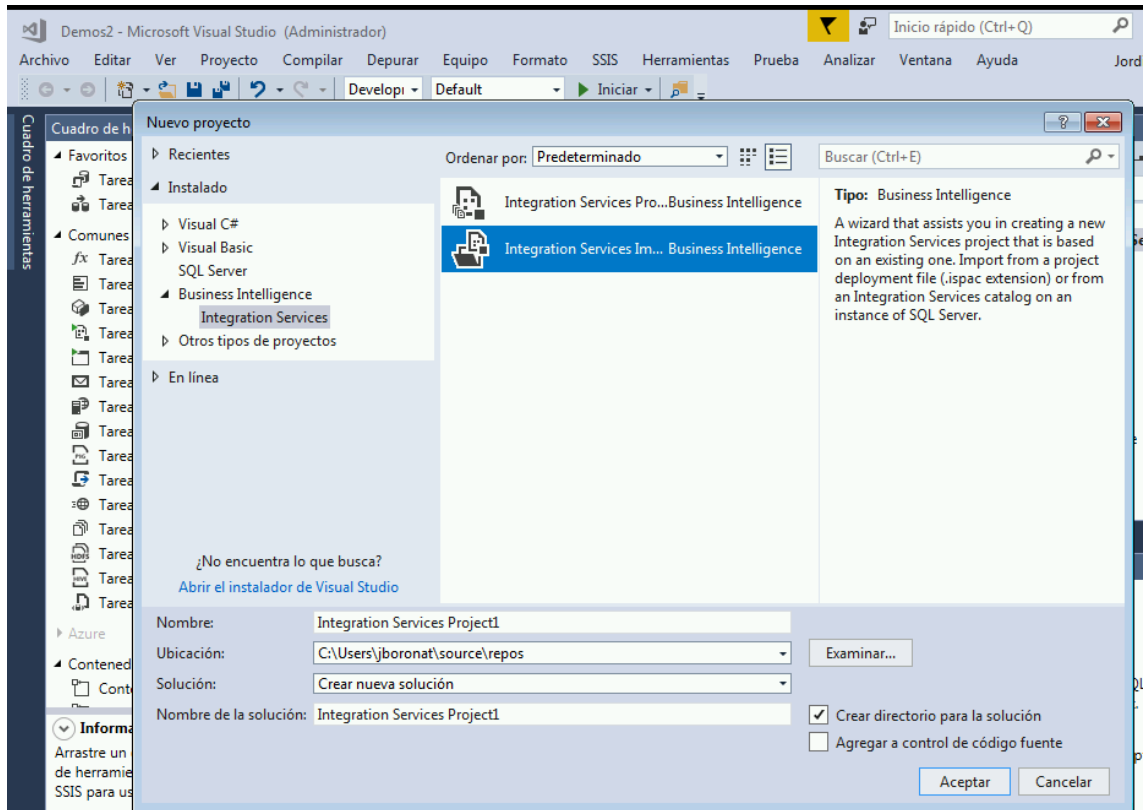 Demos2 - Microsoft Visual Studio (Administrador)
Inicio rápido (Ctrl+Q)
Archivo Editar Ver Proyecto Compilar Depurar Equipo Formato SSIS Herramientas Prueba Analizar Ventana Ayuda
Default Iniciar
Cuadro de herramientas
Cuadro de
Favoritos
Comunes
fx
Azure
Nuevo proyecto
Recientes
Instalado
Visual C#
Visual Basic
SQL Server
Business Intelligence
Integration Services
Otros tipos de proyectos
En línea
¿No encuentra lo que busca?
Abrir el instalador de Visual Studio
Ordenar por: Predeterminado
Integration Services Pro...Business Intelligence
Integration Services Im... Business Intelligence
Buscar (Ctrl+E)
Tipo: Business Intelligence
A wizard that assists you in creating a new
Integration Services project that is based
on an existing one. Import from a project
deployment file (.ispac extension) or from
an Integration Services catalog on an
instance of SQL Server.
Nombre: Integration Services Project1
Ubicación: C:\Users\jboronat\source\repos
Examinar...
Solución: Crear nueva solución
Nombre de la solución: Integration Services Project1
Crear directorio para la solución
Agregar a control de código fuente
Aceptar Cancelar
Arrastre un
de
SSIS para